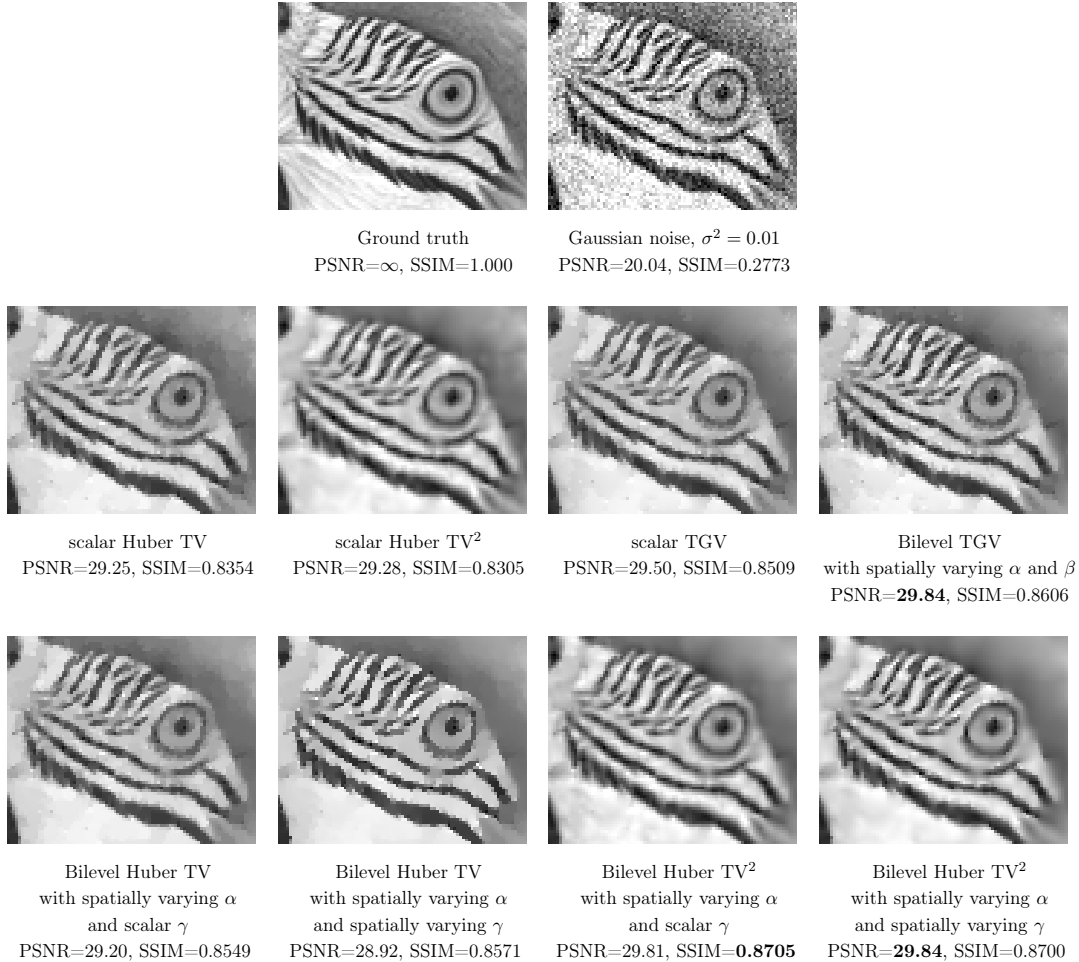 Ground truth
PSNR=∞, SSIM=1.000
Gaussian noise, σ² = 0.01
PSNR=20.04, SSIM=0.2773
scalar Huber TV
PSNR=29.25, SSIM=0.8354
scalar Huber TV²
PSNR=29.28, SSIM=0.8305
scalar TGV
PSNR=29.50, SSIM=0.8509
Bilevel TGV
with spatially varying α and β
PSNR=29.84, SSIM=0.8606
Bilevel Huber TV
with spatially varying α
and scalar γ
PSNR=29.20, SSIM=0.8549
Bilevel Huber TV
with spatially varying α
and spatially varying γ
PSNR=28.92, SSIM=0.8571
Bilevel Huber TV²
with spatially varying α
and scalar γ
PSNR=29.81, SSIM=0.8705
Bilevel Huber TV²
with spatially varying α
and spatially varying γ
PSNR=29.84, SSIM=0.8700